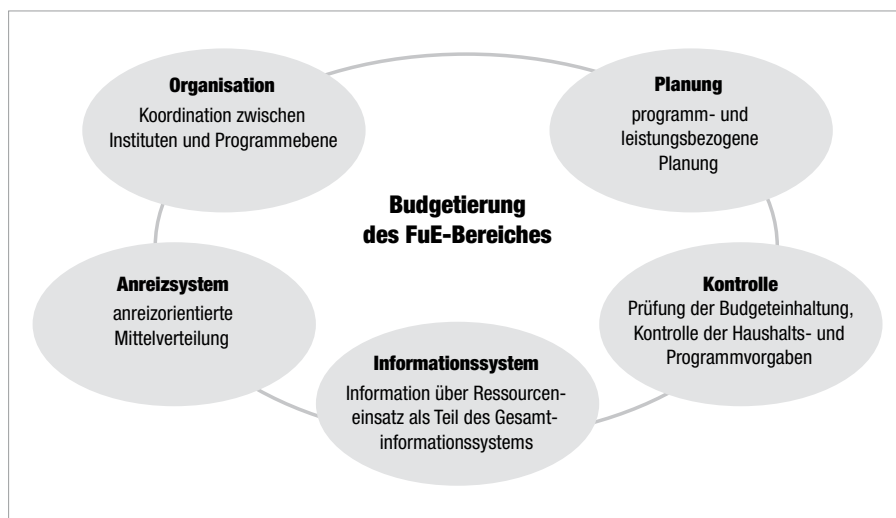 Organisation
Koordination zwischen
Instituten und Programmebene
Planung
programm- und
leistungsbezogene
Planung
Budgetierung
des FuE-Bereiches
Anreizsystem
anreizorientierte
Mittelverteilung
Kontrolle
Prüfung der Budgeteinhaltung,
Kontrolle der Haushalts- und
Programmvorgaben
Informationssystem
Information über Ressourcen-
einsatz als Teil des Gesamt-
informationssystems